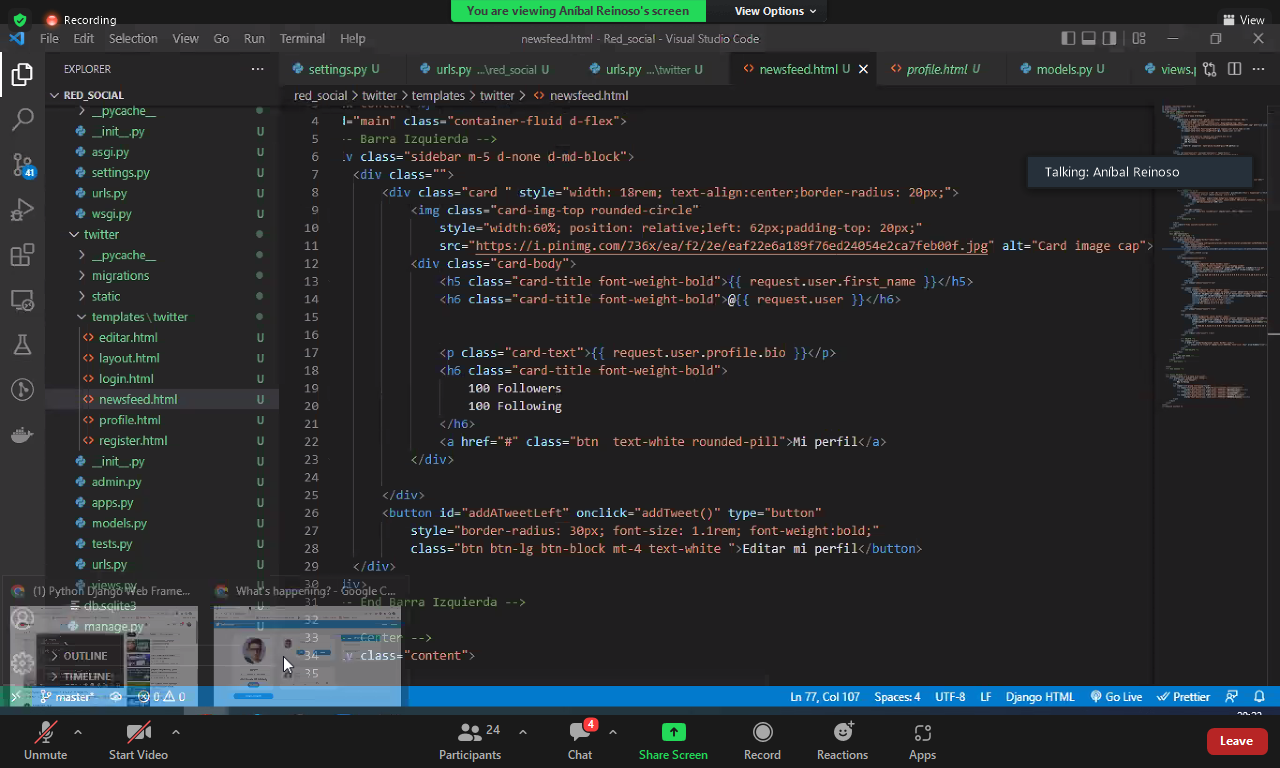 You are viewing Aníbal Reinoso's screen
View Options
Recording
View
File Edit Selection View Go Run Terminal Help
newsfeed.html - Red_social - Visual Studio Code
EXPLORER
settings.py U
urls.py ...\red_social U
urls.py ...\twitter U
newsfeed.html U
profile.html U
models.py U
views.p
RED_SOCIAL
red_social > twitter > templates > twitter > newsfeed.html
__pycache__
__init__.py U
asgi.py U
settings.py U
urls.py U
wsgi.py U
twitter
__pycache__
migrations
static
templates\twitter
editar.html U
layout.html U
login.html U
newsfeed.html U
profile.html U
register.html U
__init__.py U
admin.py U
apps.py U
models.py U
tests.py U
urls.py U
views.py U
db.sqlite3 U
manage.py U
OUTLINE
TIMELINE
41
4 l="main" class="container-fluid d-flex">
5 -- Barra Izquierda -
6 .v class="sidebar m-5 d-none d-md-block">
7 <div class="">
8 <div class="card " style="width: 18rem; text-align:center;border-radius: 20px;">
9 <img class="card-img-top rounded-circle"
10 style="width:60%; position: relative;left: 62px;padding-top: 20px;"
11 src="https://i.pinimg.com/736x/ea/f2/2e/eaf22e6a189f76ed24054e2ca7feb00f.jpg" alt="Card image cap">
12 <div class="card-body">
13 <h5 class="card-title font-weight-bold">{{ request.user.first_name }}</h5>
14 <h6 class="card-title font-weight-bold">@{{ request.user }}</h6>
15
16
17 <p class="card-text">{{ request.user.profile.bio }}</p>
18 <h6 class="card-title font-weight-bold">
19 100 Followers
20 100 Following
21 </h6>
22 <a href="#" class="btn  text-white rounded-pill">Mi perfil</a>
23 </div>
24
25 </div>
26 <button id="addATweetLeft" onclick="addTweet()" type="button"
27 style="border-radius: 30px; font-size: 1.1rem; font-weight:bold;"
28 class="btn btn-lg btn-block mt-4 text-white ">Editar mi perfil</button>
29 </div>
30 div>
31 -- End Barra Izquierda -->
32
33 Center -->
34 .v class="content">
35
Talking: Aníbal Reinoso
(1) Python Django Web Frame...
What's happening? - Google C...
master* 0 0
Ln 77, Col 107 Spaces: 4 UTF-8 LF Django HTML Go Live Prettier
Unmute
Start Video
Participants 24
Chat 4
Share Screen
Record
Reactions
Apps
Leave